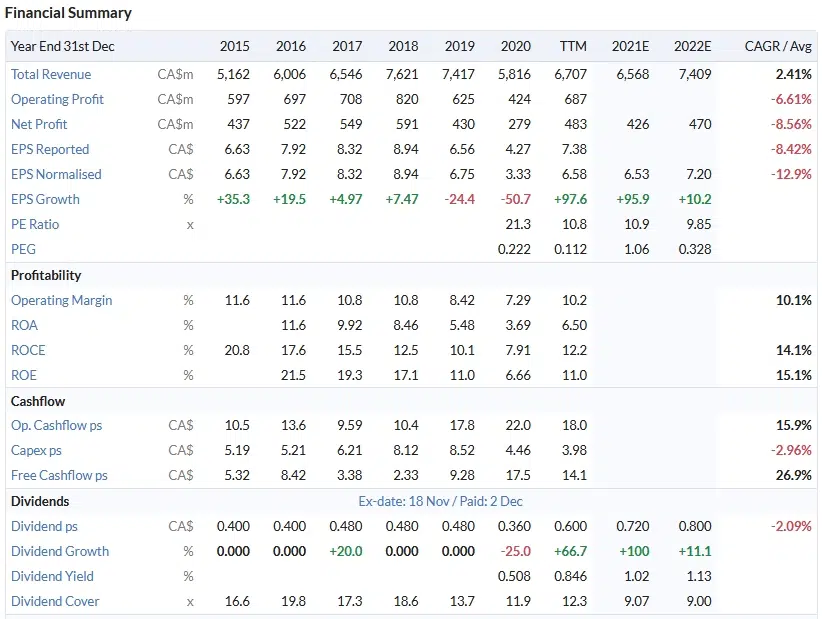 Financial Summary
Year End 31st Dec 2015 2016 2017 2018 2019 2020 TTM 2021E 2022E CAGR / Avg
Total Revenue CA$m 5,162 6,006 6,546 7,621 7,417 5,816 6,707 6,568 7,409 2.41%
Operating Profit CA$m 597 697 708 820 625 424 687 -6.61%
Net Profit CA$m 437 522 549 591 430 279 483 426 470 -8.56%
EPS Reported CA$ 6.63 7.92 8.32 8.94 6.56 4.27 7.38 -8.42%
EPS Normalised CA$ 6.63 7.92 8.32 8.94 6.75 3.33 6.58 6.53 7.20 -12.9%
EPS Growth % +35.3 +19.5 +4.97 +7.47 -24.4 -50.7 +97.6 +95.9 +10.2
PE Ratio x 21.3 10.8 10.9 9.85
PEG 0.222 0.112 1.06 0.328
Profitability
Operating Margin % 11.6 11.6 10.8 10.8 8.42 7.29 10.2 10.1%
ROA % 11.6 9.92 8.46 5.48 3.69 6.50
ROCE % 20.8 17.6 15.5 12.5 10.1 7.91 12.2 14.1%
ROE % 21.5 19.3 17.1 11.0 6.66 11.0 15.1%
Cashflow
Op. Cashflow ps CA$ 10.5 13.6 9.59 10.4 17.8 22.0 18.0 15.9%
Capex ps CA$ 5.19 5.21 6.21 8.12 8.52 4.46 3.98 -2.96%
Free Cashflow ps CA$ 5.32 8.42 3.38 2.33 9.28 17.5 14.1 26.9%
Dividends Ex-date: 18 Nov / Paid: 2 Dec
Dividend ps CA$ 0.400 0.400 0.480 0.480 0.480 0.360 0.600 0.720 0.800 -2.09%
Dividend Growth % 0.000 0.000 +20.0 0.000 0.000 -25.0 +66.7 +100 +11.1
Dividend Yield % 0.508 0.846 1.02 1.13
Dividend Cover x 16.6 19.8 17.3 18.6 13.7 11.9 12.3 9.07 9.00